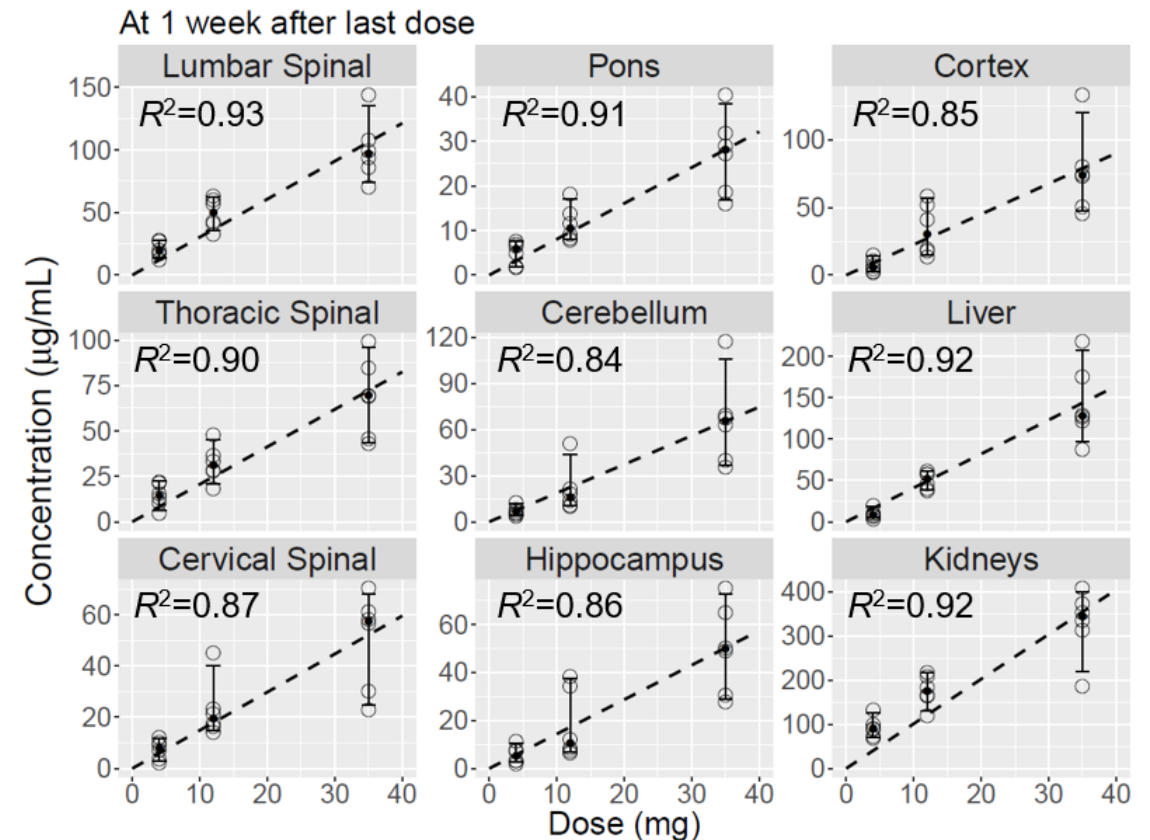 At 1 week after last dose
Concentration (µg/mL)
Lumbar Spinal
R²=0.93
150
100
50
0
Pons
R²=0.91
40
30
20
10
0
Cortex
R²=0.85
100
50
0
Thoracic Spinal
R²=0.90
100
75
50
25
0
Cerebellum
R²=0.84
120
90
60
30
0
Liver
R²=0.92
200
150
100
50
0
Cervical Spinal
R²=0.87
60
40
20
0
Hippocampus
R²=0.86
60
40
20
0
Kidneys
R²=0.92
400
300
200
100
0
0 10 20 30 40
0 10 20 30 40
0 10 20 30 40
Dose (mg)